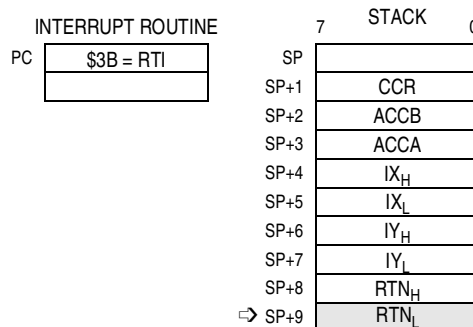 INTERRUPT ROUTINE
PC $3B = RTI
7 STACK 0
SP
SP+1 CCR
SP+2 ACCB
SP+3 ACCA
SP+4 IXH
SP+5 IXL
SP+6 IYH
SP+7 IYL
SP+8 RTNH
⇨ SP+9 RTNL